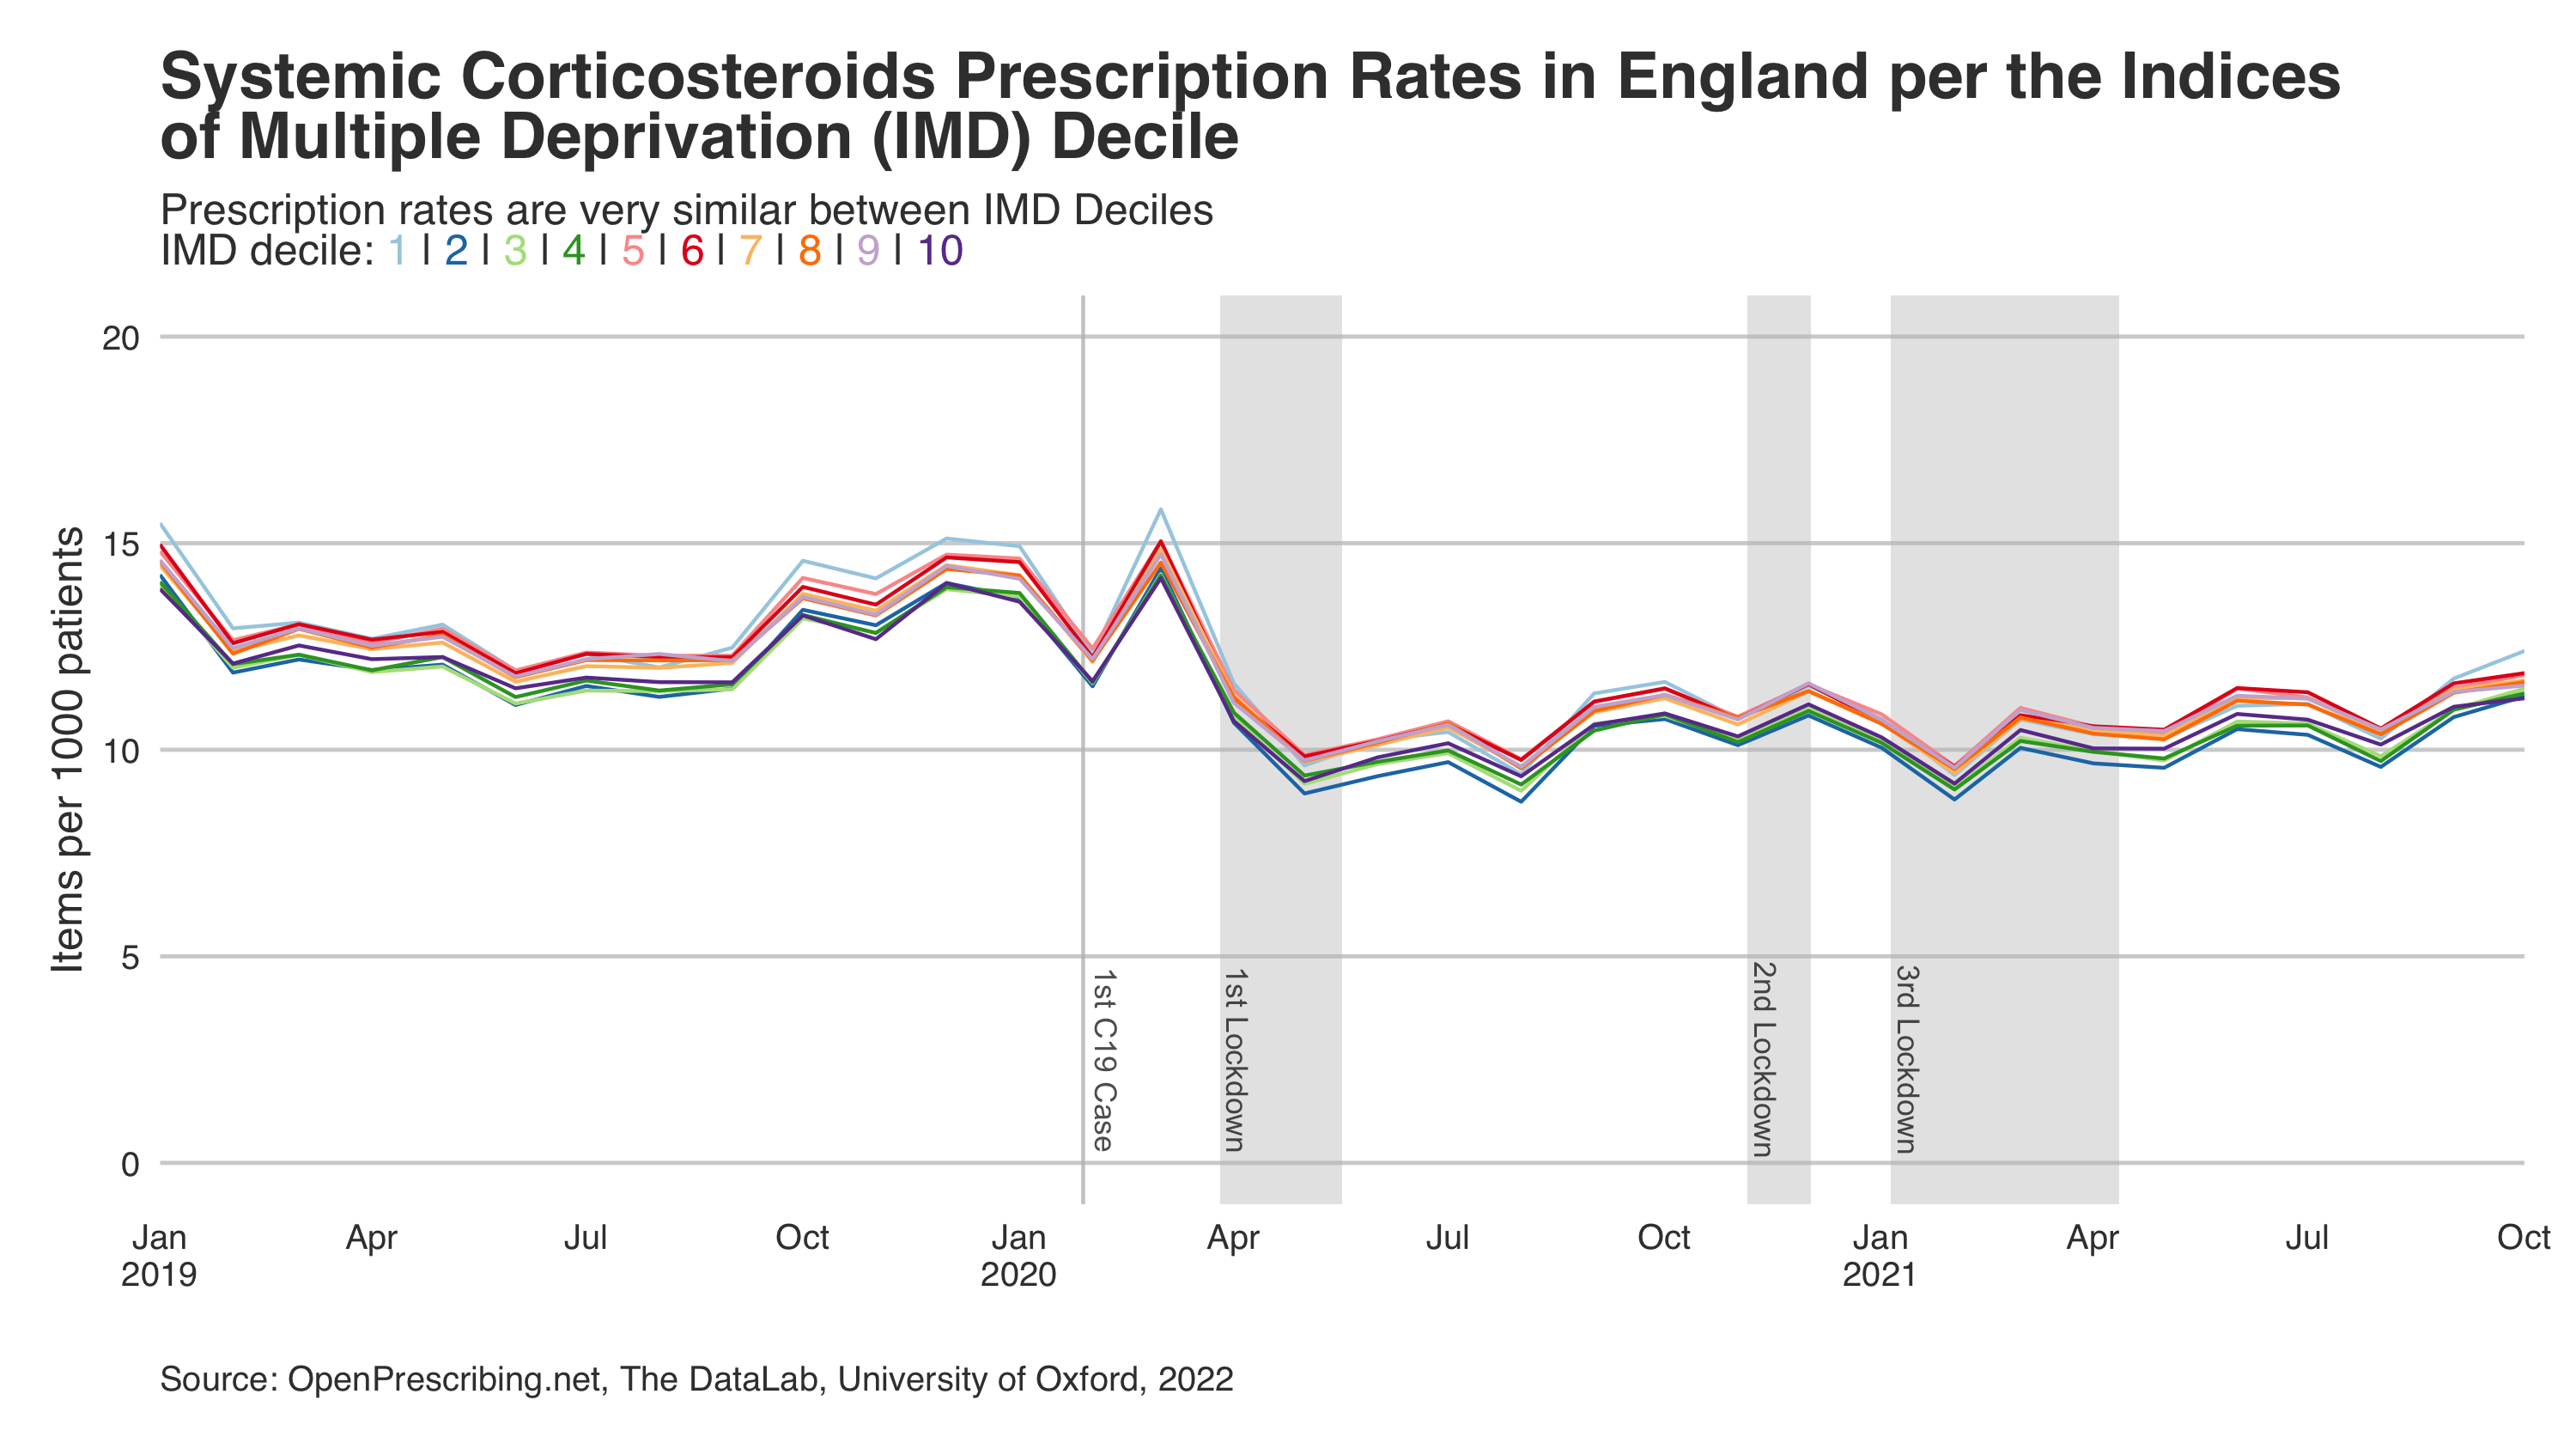 Systemic Corticosteroids Prescription Rates in England per the Indices
of Multiple Deprivation (IMD) Decile
Prescription rates are very similar between IMD Deciles
IMD decile: 1 | 2 | 3 | 4 | 5 | 6 | 7 | 8 | 9 | 10
Items per 1000 patients
20
15
10
5
0
1st C19 Case
1st Lockdown
2nd Lockdown
3rd Lockdown
Jan Apr Jul Oct Jan Apr Jul Oct Jan Apr Jul Oct
2019 2020 2021
Source: OpenPrescribing.net, The DataLab, University of Oxford, 2022